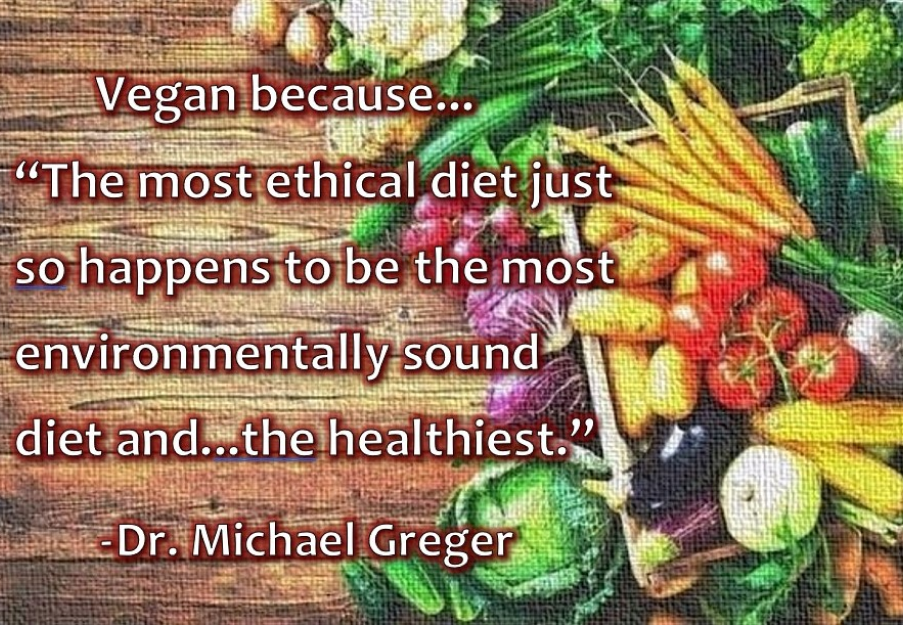 Vegan because...
“The most ethical diet just
so happens to be the most
environmentally sound
diet and...the healthiest.”
-Dr. Michael Greger